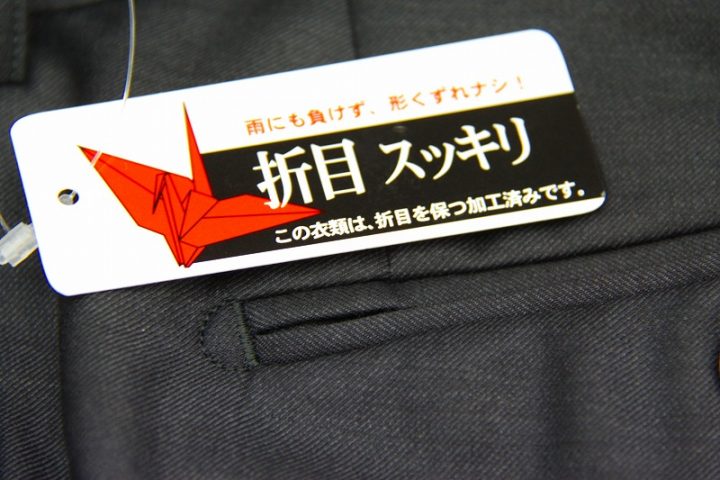 雨にも負けず、形くずれナシ!
折目 スッキリ
この衣類は、折目を保つ加工済みです。